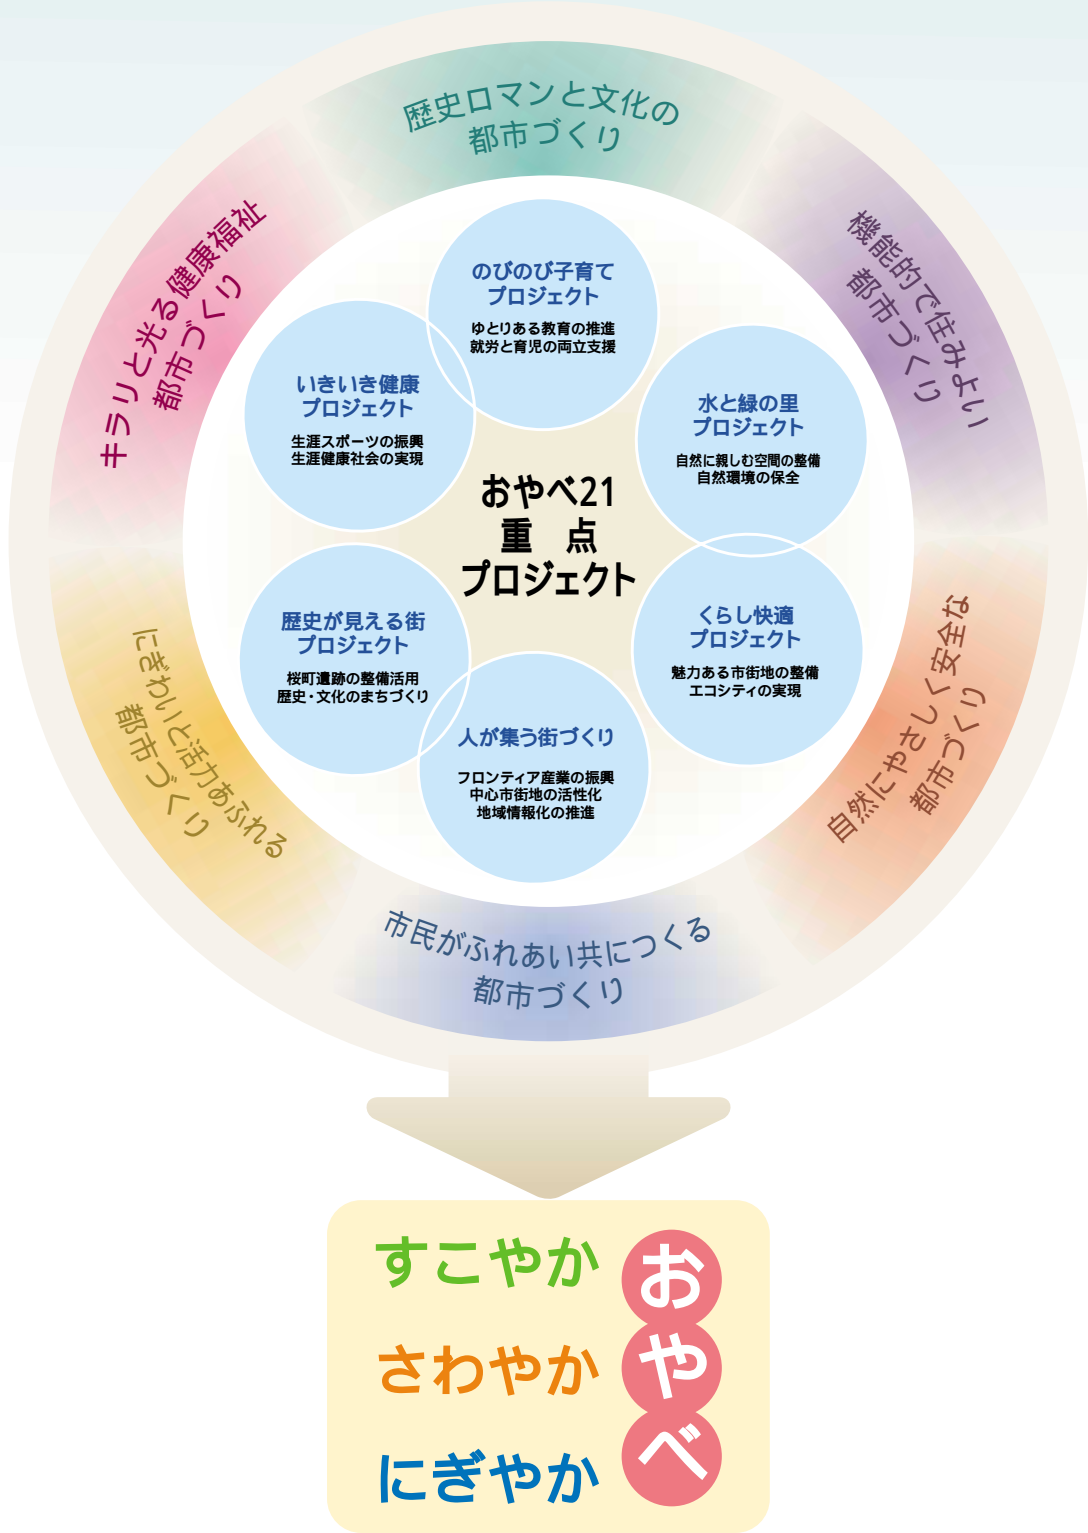 歴史ロマンと文化の
都市づくり
機能的で住みよい
都市づくり
自然にやさしく安全な
都市づくり
市民がふれあい共につくる
都市づくり
にぎわいと活力あふれる
都市づくり
キラリと光る健康福祉
都市づくり
のびのび子育て
プロジェクト
ゆとりある教育の推進
就労と育児の両立支援
水と緑の里
プロジェクト
自然に親しむ空間の整備
自然環境の保全
くらし快適
プロジェクト
魅力ある市街地の整備
エコシティの実現
人が集う街づくり
フロンティア産業の振興
中心市街地の活性化
地域情報化の推進
歴史が見える街
プロジェクト
桜町遺跡の整備活用
歴史・文化のまちづくり
いきいき健康
プロジェクト
生涯スポーツの振興
生涯健康社会の実現
おやべ21
重　点
プロジェクト
すこやか
さわやか
にぎやか
おやべ